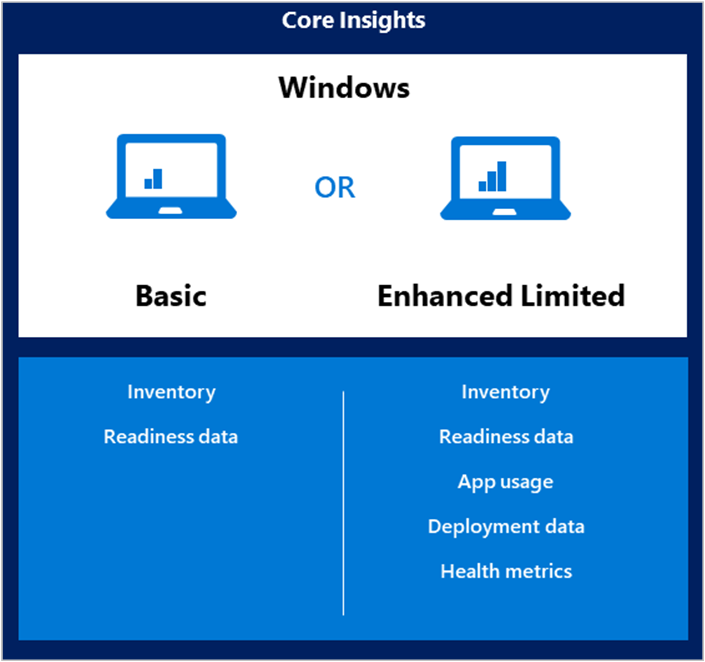 Core Insights
Windows
OR
Basic
Enhanced Limited
Inventory
Readiness data
Inventory
Readiness data
App usage
Deployment data
Health metrics